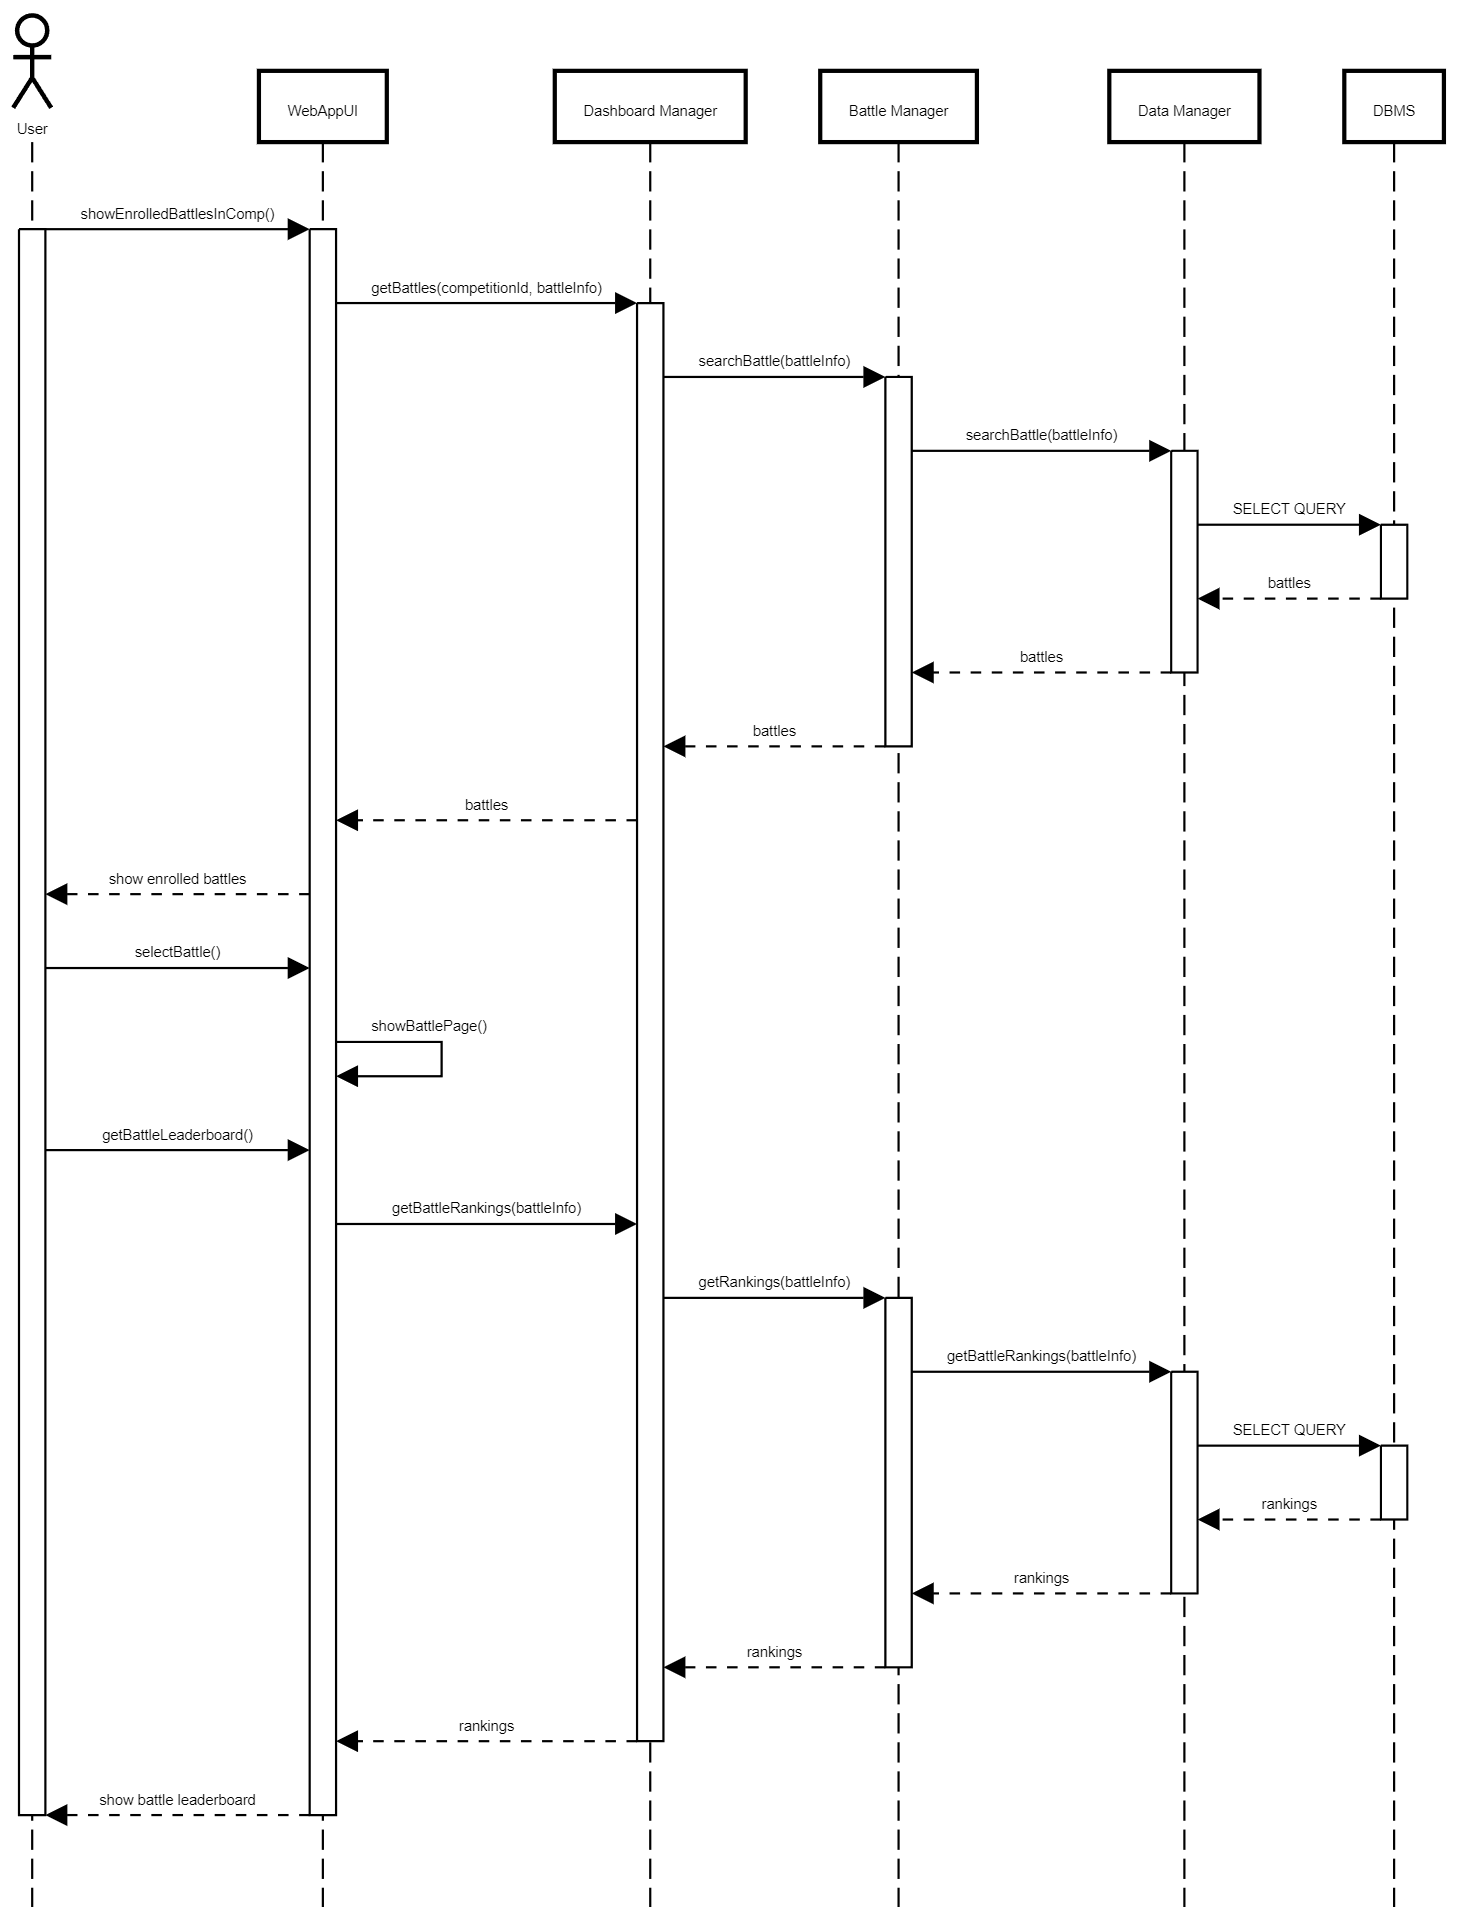 User
WebAppUI
Dashboard Manager
Battle Manager
Data Manager
DBMS
showEnrolledBattlesInComp()
getBattles(competitionId, battleInfo)
searchBattle(battleInfo)
searchBattle(battleInfo)
SELECT QUERY
battles
battles
battles
battles
show enrolled battles
selectBattle()
showBattlePage()
getBattleLeaderboard()
getBattleRankings(battleInfo)
getRankings(battleInfo)
getBattleRankings(battleInfo)
SELECT QUERY
rankings
rankings
rankings
rankings
show battle leaderboard